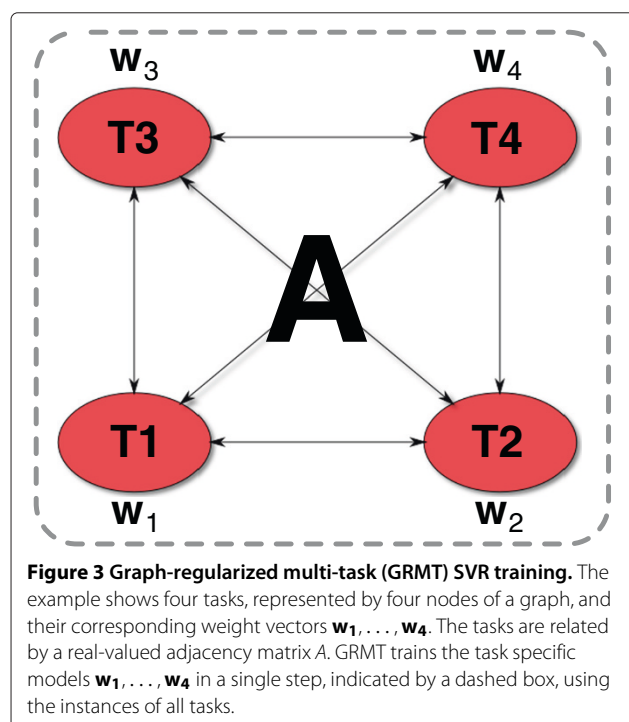 w3 w4
T3 T4
A
T1 T2
w1 w2
Figure 3 Graph-regularized multi-task (GRMT) SVR training. The
example shows four tasks, represented by four nodes of a graph, and
their corresponding weight vectors w1, . . . , w4. The tasks are related
by a real-valued adjacency matrix A. GRMT trains the task specific
models w1, . . . , w4 in a single step, indicated by a dashed box, using
the instances of all tasks.